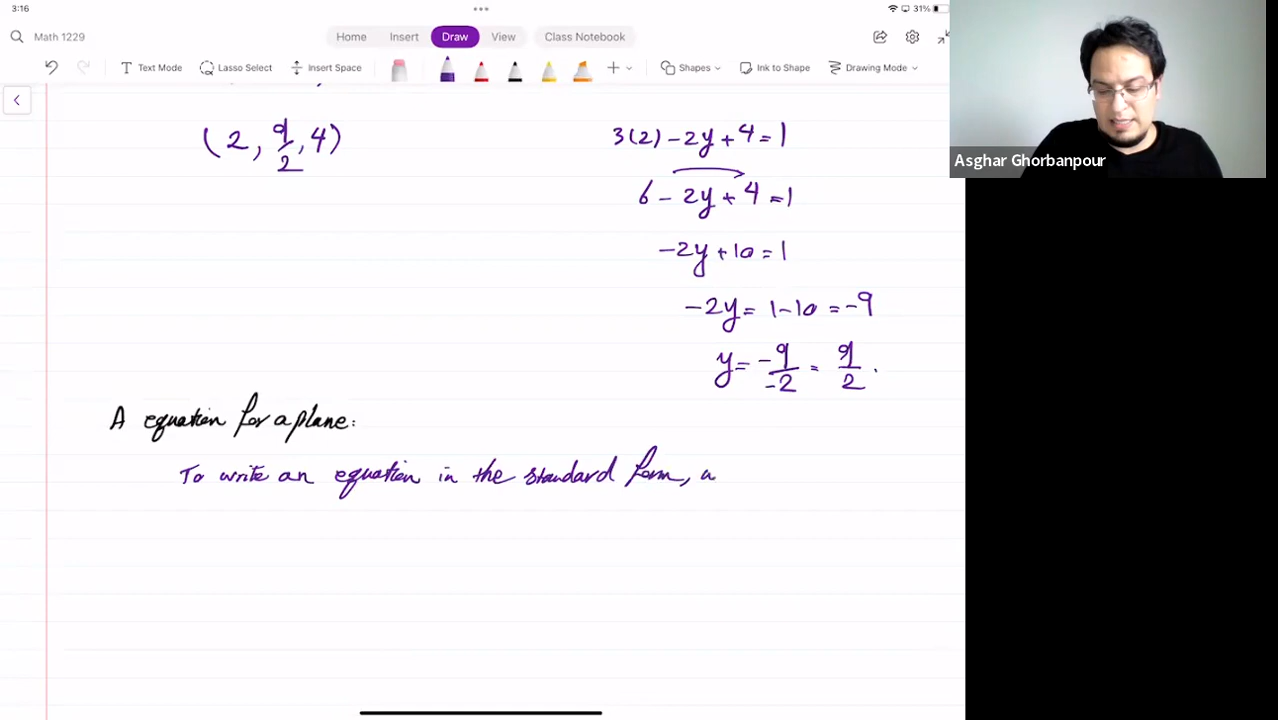 3:16
31%
Math 1229
Home Insert Draw View Class Notebook
Text Mode Lasso Select Insert Space Shapes Ink to Shape Drawing Mode
(2, 9/2, 4)
3(2) - 2y + 4 = 1
6 - 2y + 4 = 1
-2y + 10 = 1
-2y = 1 - 10 = -9
y = -9/-2 = 9/2.
A equation for a plane:
To write an equation in the standard form,
Asghar Ghorbanpour